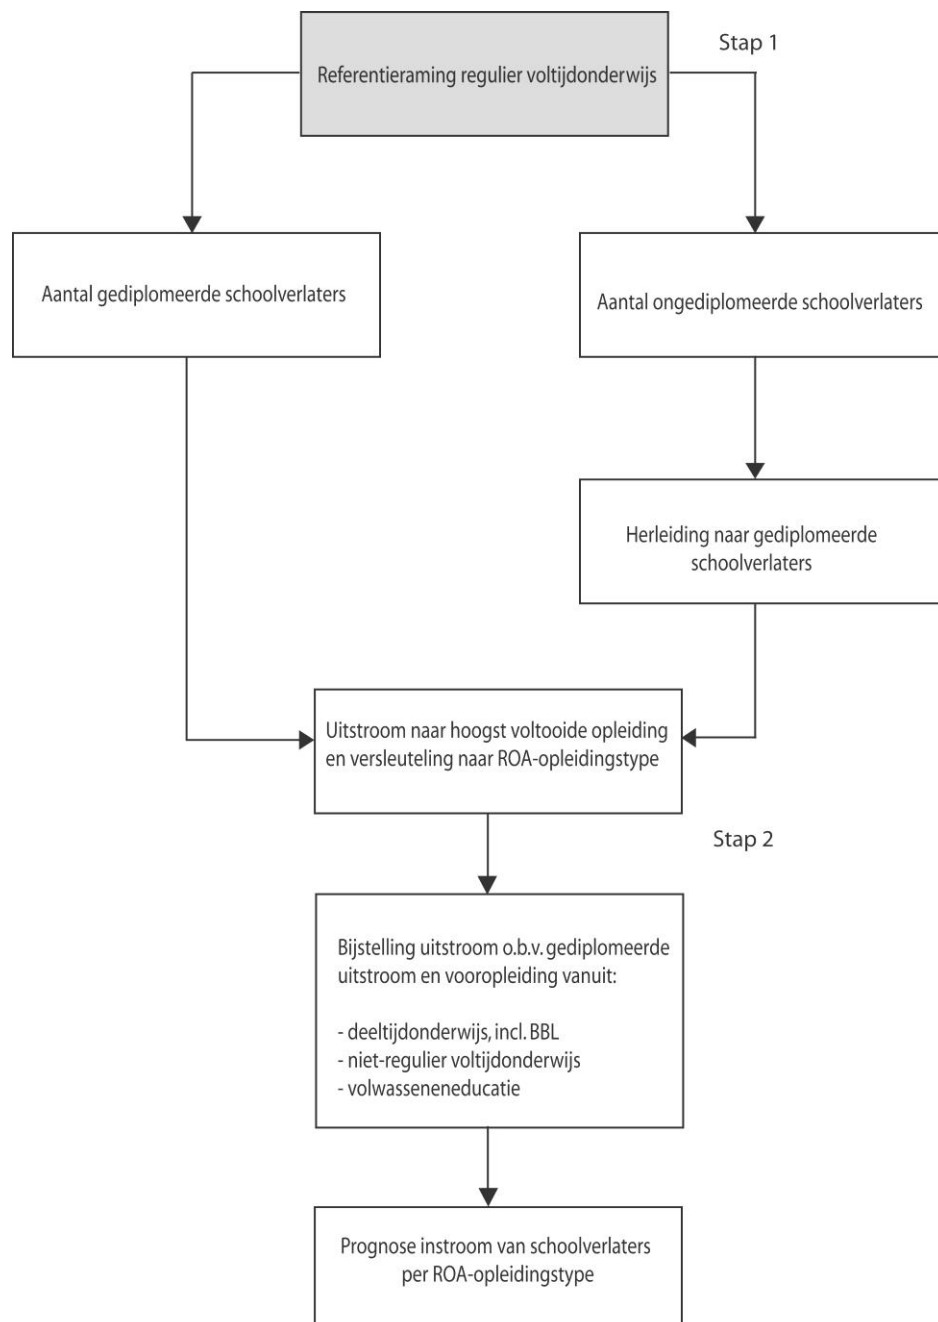 Stap 1
Referentieraming regulier voltijdonderwijs
Aantal gediplomeerde schoolverlaters
Aantal ongediplomeerde schoolverlaters
Herleiding naar gediplomeerde
schoolverlaters
Uitstroom naar hoogst voltooide opleiding
en versleuteling naar ROA-opleidingstype
Stap 2
Bijstelling uitstroom o.b.v. gediplomeerde
uitstroom en vooropleiding vanuit:
- deeltijdonderwijs, incl. BBL
- niet-regulier voltijdonderwijs
- volwasseneneducatie
Prognose instroom van schoolverlaters
per ROA-opleidingstype